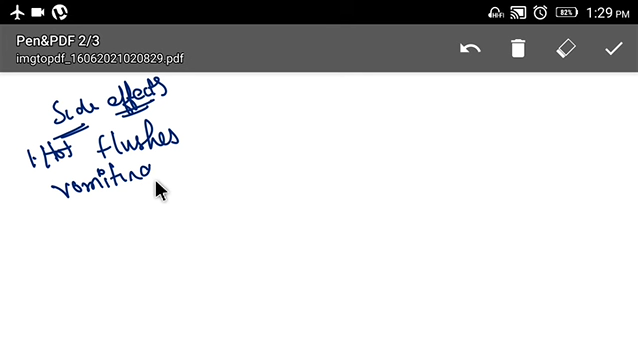 82%
1:29 PM
Pen&PDF 2/3
imgtopdf_16062021020829.pdf
Side effects
1. Hot flushes
vomiting